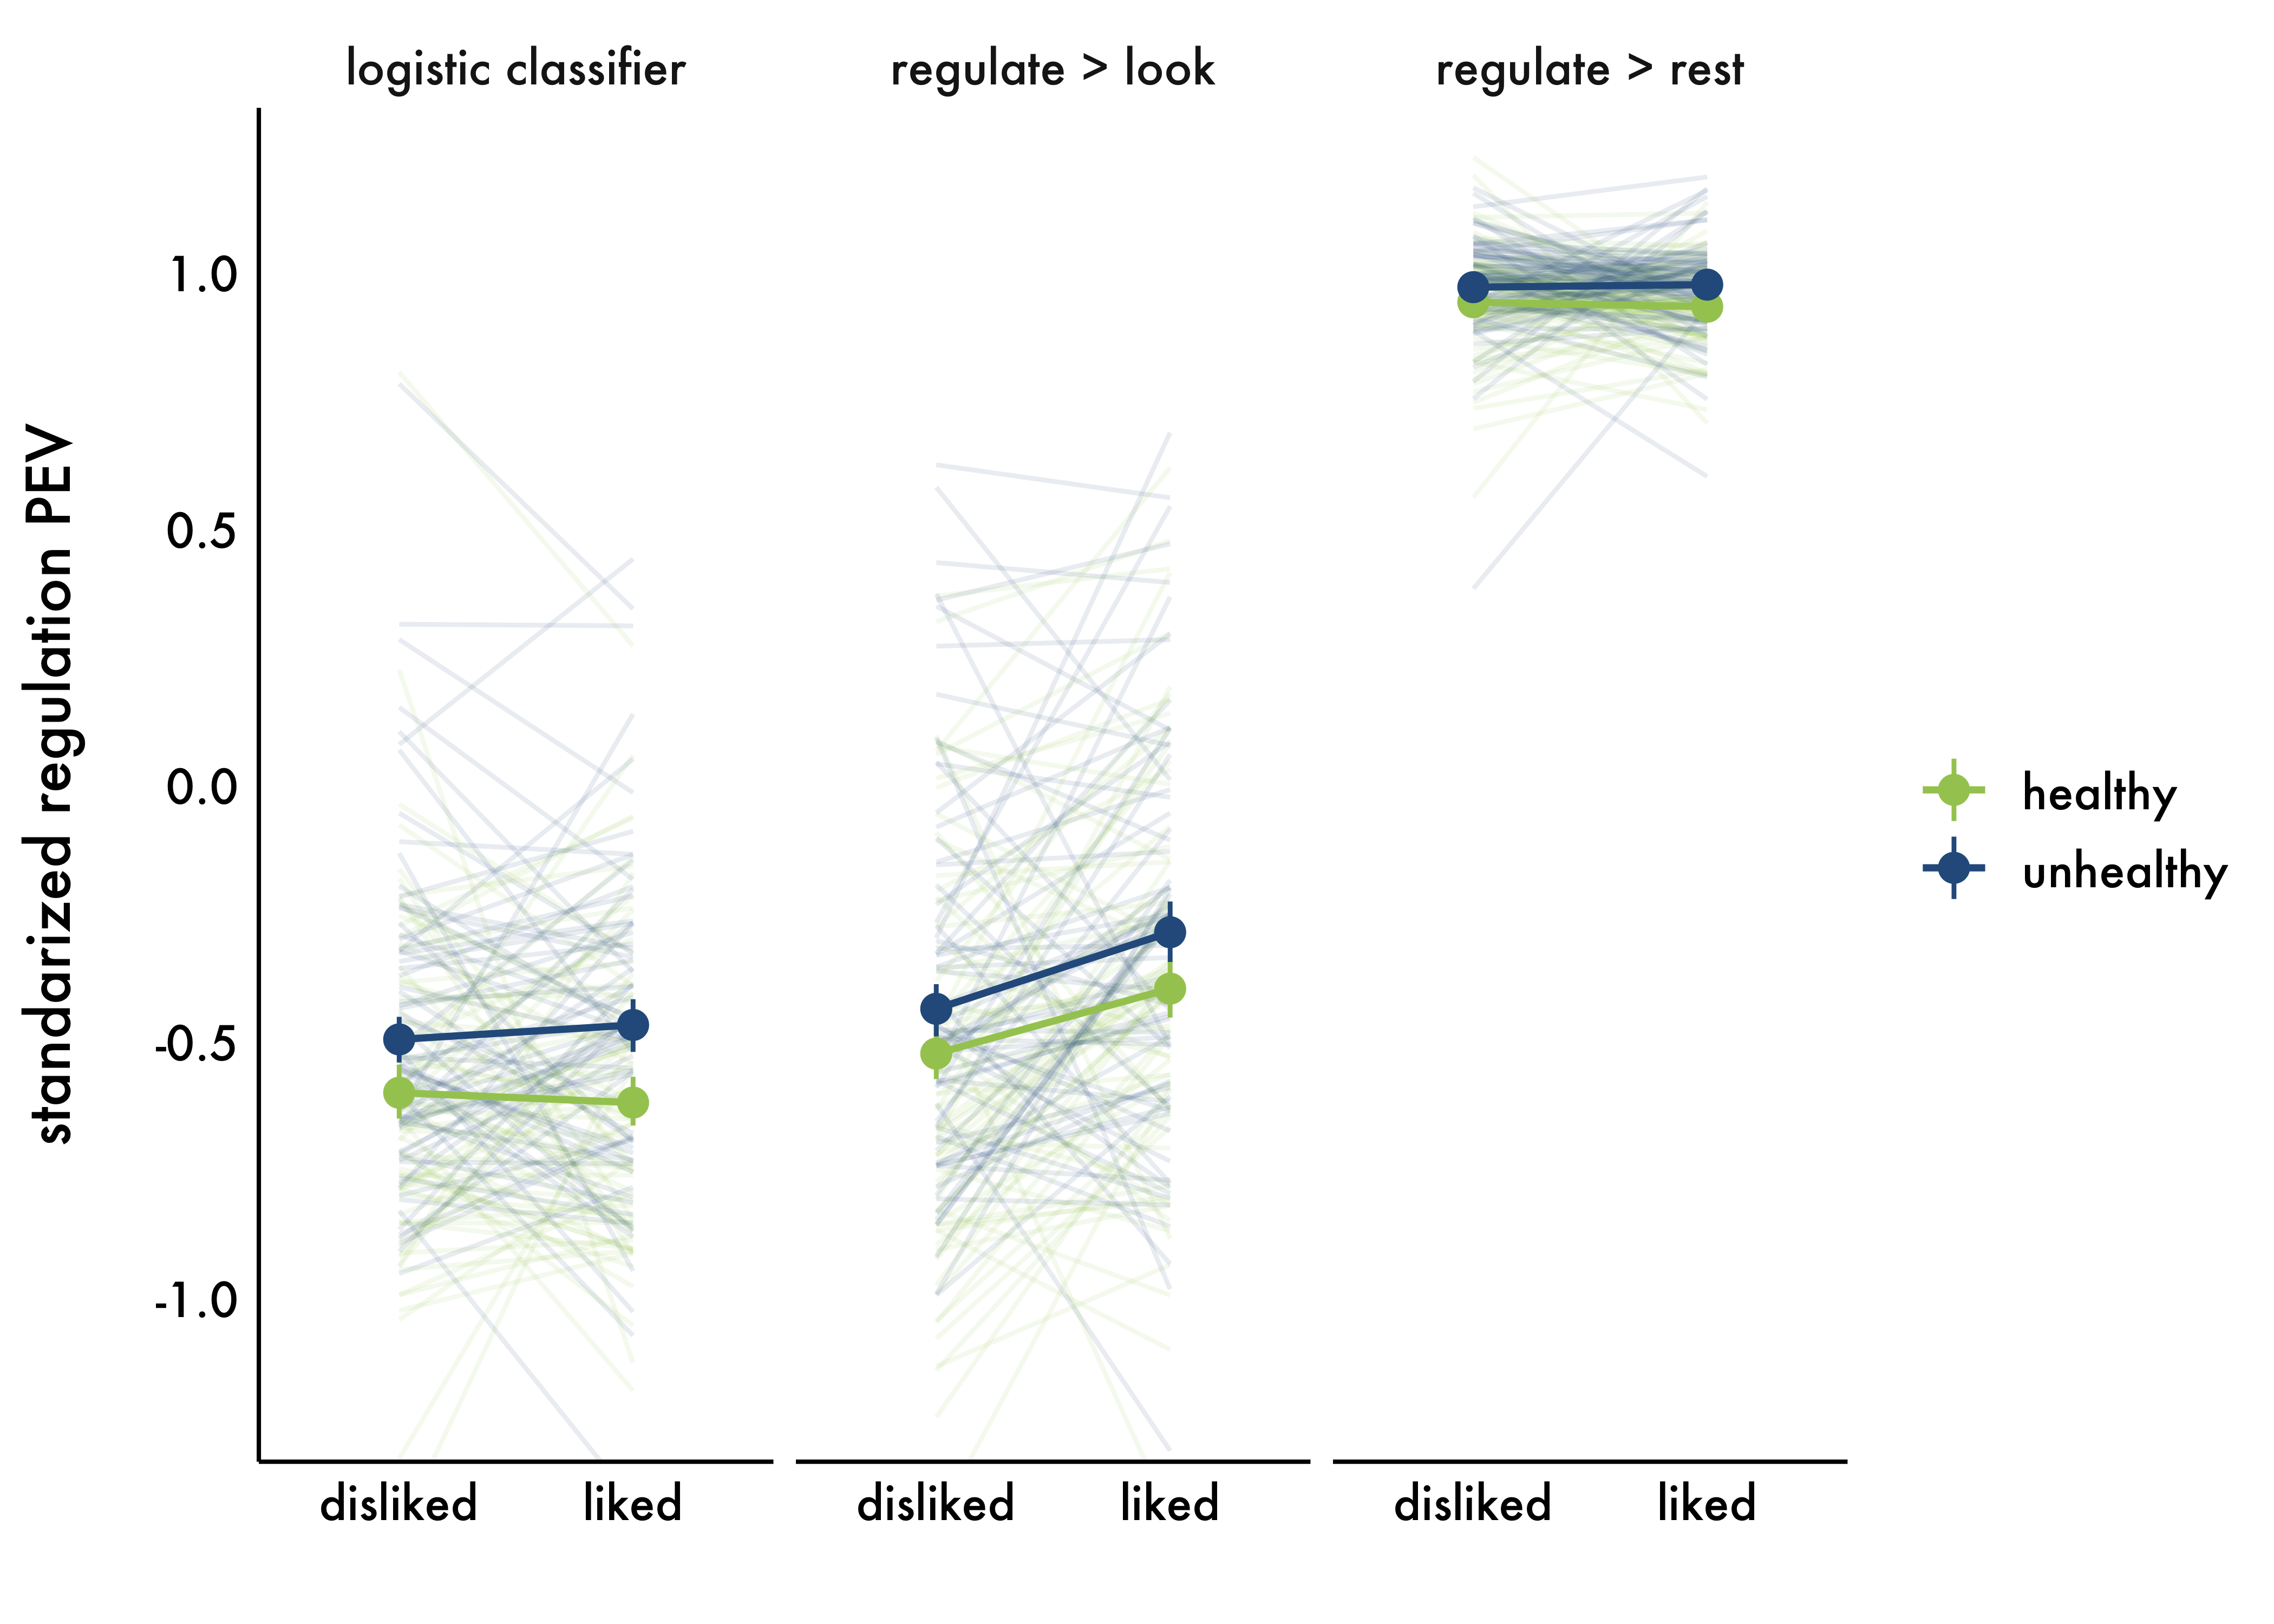 logistic classifier
regulate > look
regulate > rest
standardized regulation PEV
1.0
0.5
0.0
-0.5
-1.0
disliked
liked
disliked
liked
disliked
liked
healthy
unhealthy